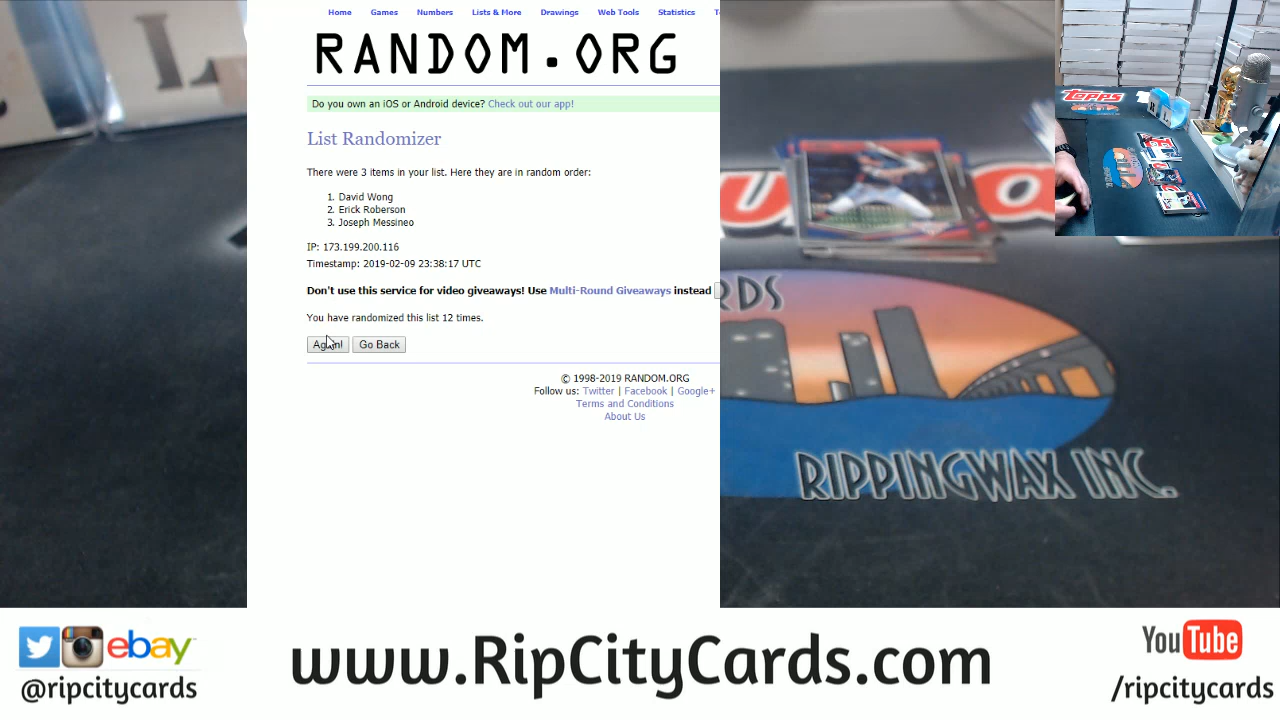 Home Games Numbers Lists & More Drawings Web Tools Statistics
RANDOM.ORG
Do you own an iOS or Android device? Check out our app!
List Randomizer
There were 3 items in your list. Here they are in random order:
1. David Wong
2. Erick Roberson
3. Joseph Messineo
IP: 173.199.200.116
Timestamp: 2019-02-09 23:38:17 UTC
Don't use this service for video giveaways! Use Multi-Round Giveaways instead
You have randomized this list 12 times.
Again! Go Back
© 1998-2019 RANDOM.ORG
Follow us: Twitter | Facebook | Google+
Terms and Conditions
About Us
Topps
RDS
RIPPINGWAX INC.
ebay
@ripcitycards
www.RipCityCards.com
YouTube
/ripcitycards